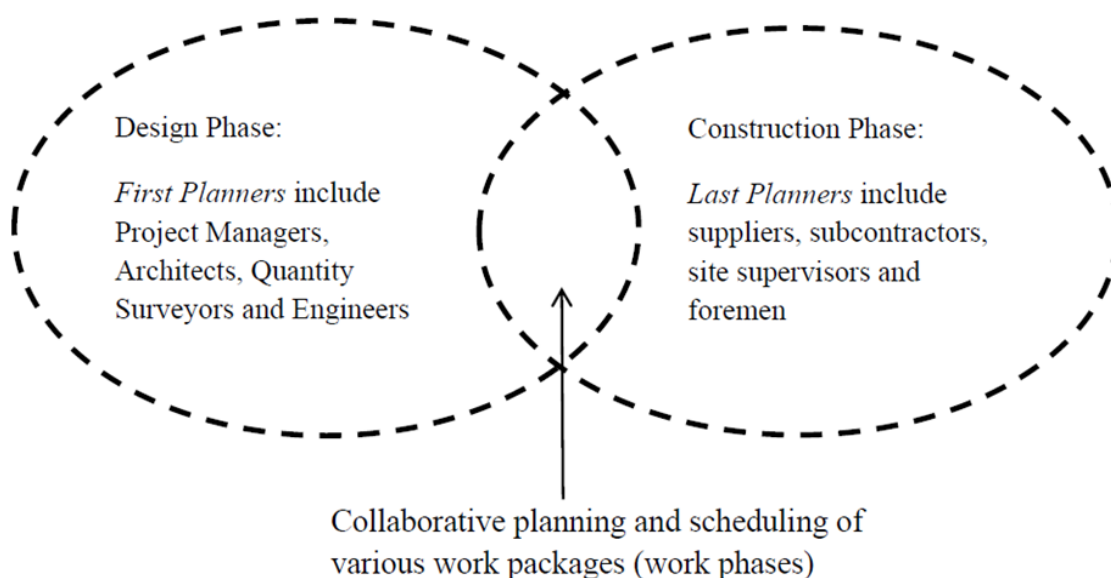 Design Phase:
First Planners include
Project Managers,
Architects, Quantity
Surveyors and Engineers
Construction Phase:
Last Planners include
suppliers, subcontractors,
site supervisors and
foremen
Collaborative planning and scheduling of
various work packages (work phases)